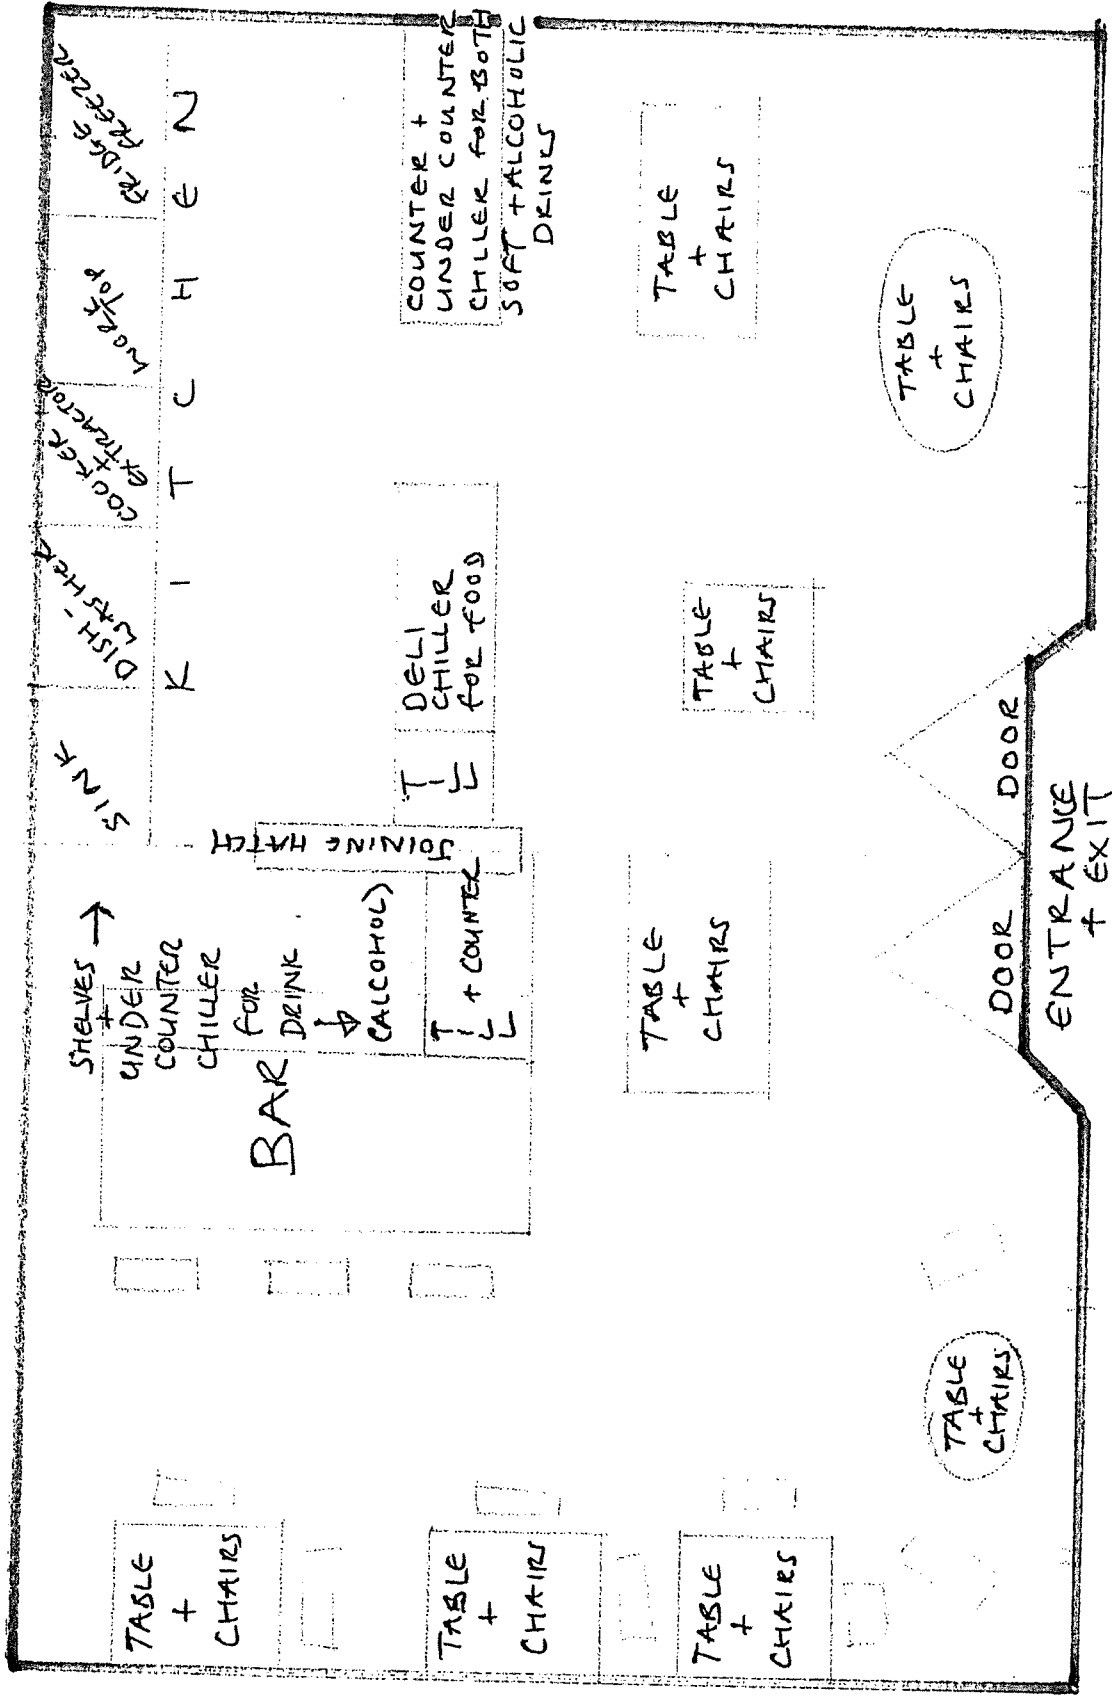 TABLE
+
CHAIRS
SHELVES →
+
UNDER
COUNTER
CHILLER
FOR
DRINK
(ALCOHOL)
BAR
SINK
DISH-
WASHER
COOKER
+
EXTRACTOR
WORKTOP
FRIDGE
FREEZER
KITCHEN
JOINING HATCH
TILL
+ COUNTER
TILL
DELI
CHILLER
FOR FOOD
COUNTER +
UNDER COUNTER
CHILLER FOR BOTH
SOFT + ALCOHOLIC
DRINKS
TABLE
+
CHAIRS
TABLE
+
CHAIRS
TABLE
+
CHAIRS
TABLE
+
CHAIRS
TABLE
+
CHAIRS
TABLE
+
CHAIRS
TABLE
+
CHAIRS
DOOR
DOOR
ENTRANCE
+ EXIT